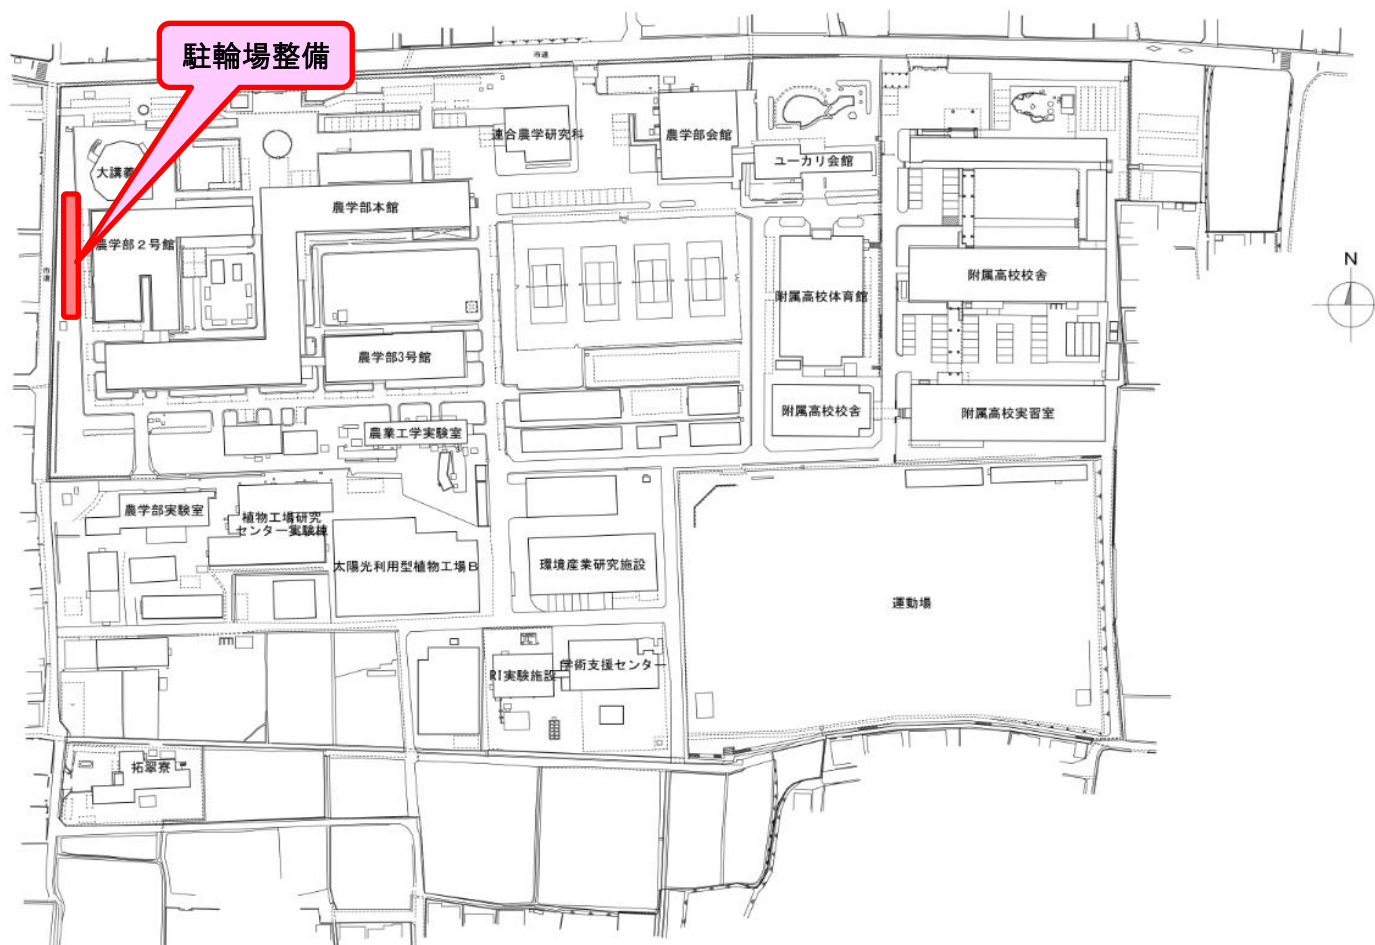 駐輪場整備
市道
連合農学研究科
農学部会館
ユーカリ会館
大講義
農学部本館
農学部２号館
市道
附属高校校舎
附属高校体育館
N
農学部3号館
附属高校校舎
附属高校実習室
農業工学実験室
農学部実験室
植物工場研究
センター実験棟
太陽光利用型植物工場B
環境産業研究施設
運動場
RI実験施設
学術支援センター
拓翠寮